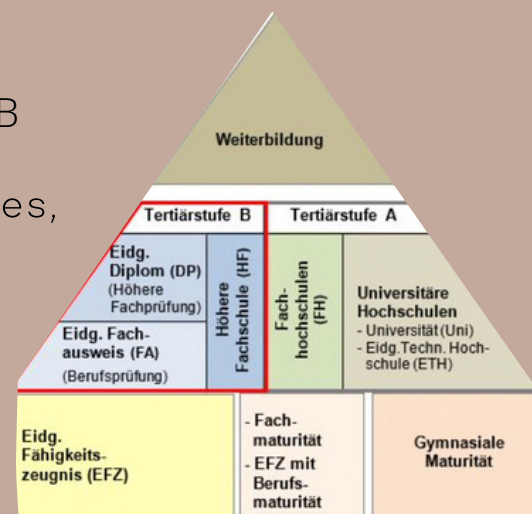 B
es,
Weiterbildung
Tertiärstufe B
Tertiärstufe A
Eidg.
Diplom (DP)
(Höhere
Fachprüfung)
Eidg. Fach-
ausweis (FA)
(Berufsprüfung)
Höhere
Fachschule (HF)
Fach-
hochschulen
(FH)
Universitäre
Hochschulen
- Universität (Uni)
- Eidg.Techn. Hoch-
schule (ETH)
Eidg.
Fähigkeits-
zeugnis (EFZ)
- Fach-
maturität
- EFZ mit
Berufs-
maturität
Gymnasiale
Maturität